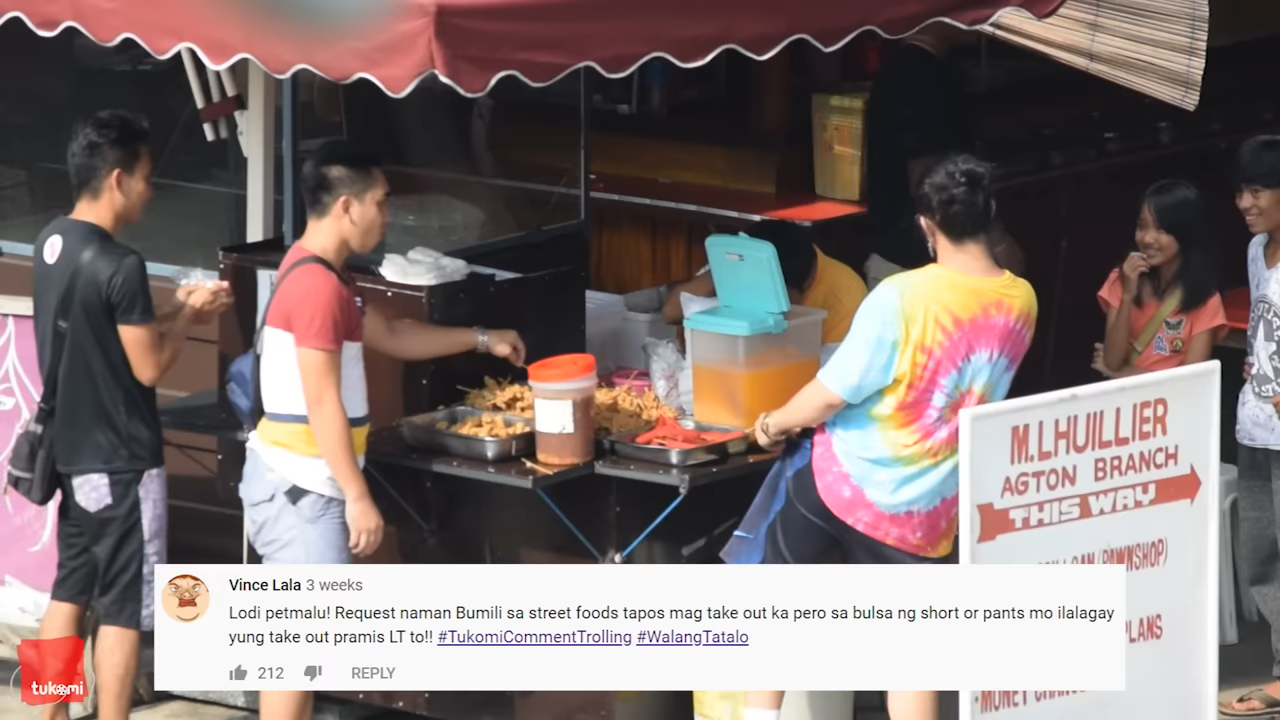 M.LHUILLIER
AGTON BRANCH
THIS WAY
(PAWNSHOP)
PLANS
Vince Lala 3 weeks
Lodi petmalu! Request naman Bumili sa street foods tapos mag take out ka pero sa bulsa ng short or pants mo ilalagay
yung take out pramis LT to!! #TukomiCommentTrolling #WalangTatalo
212 REPLY
tukomi